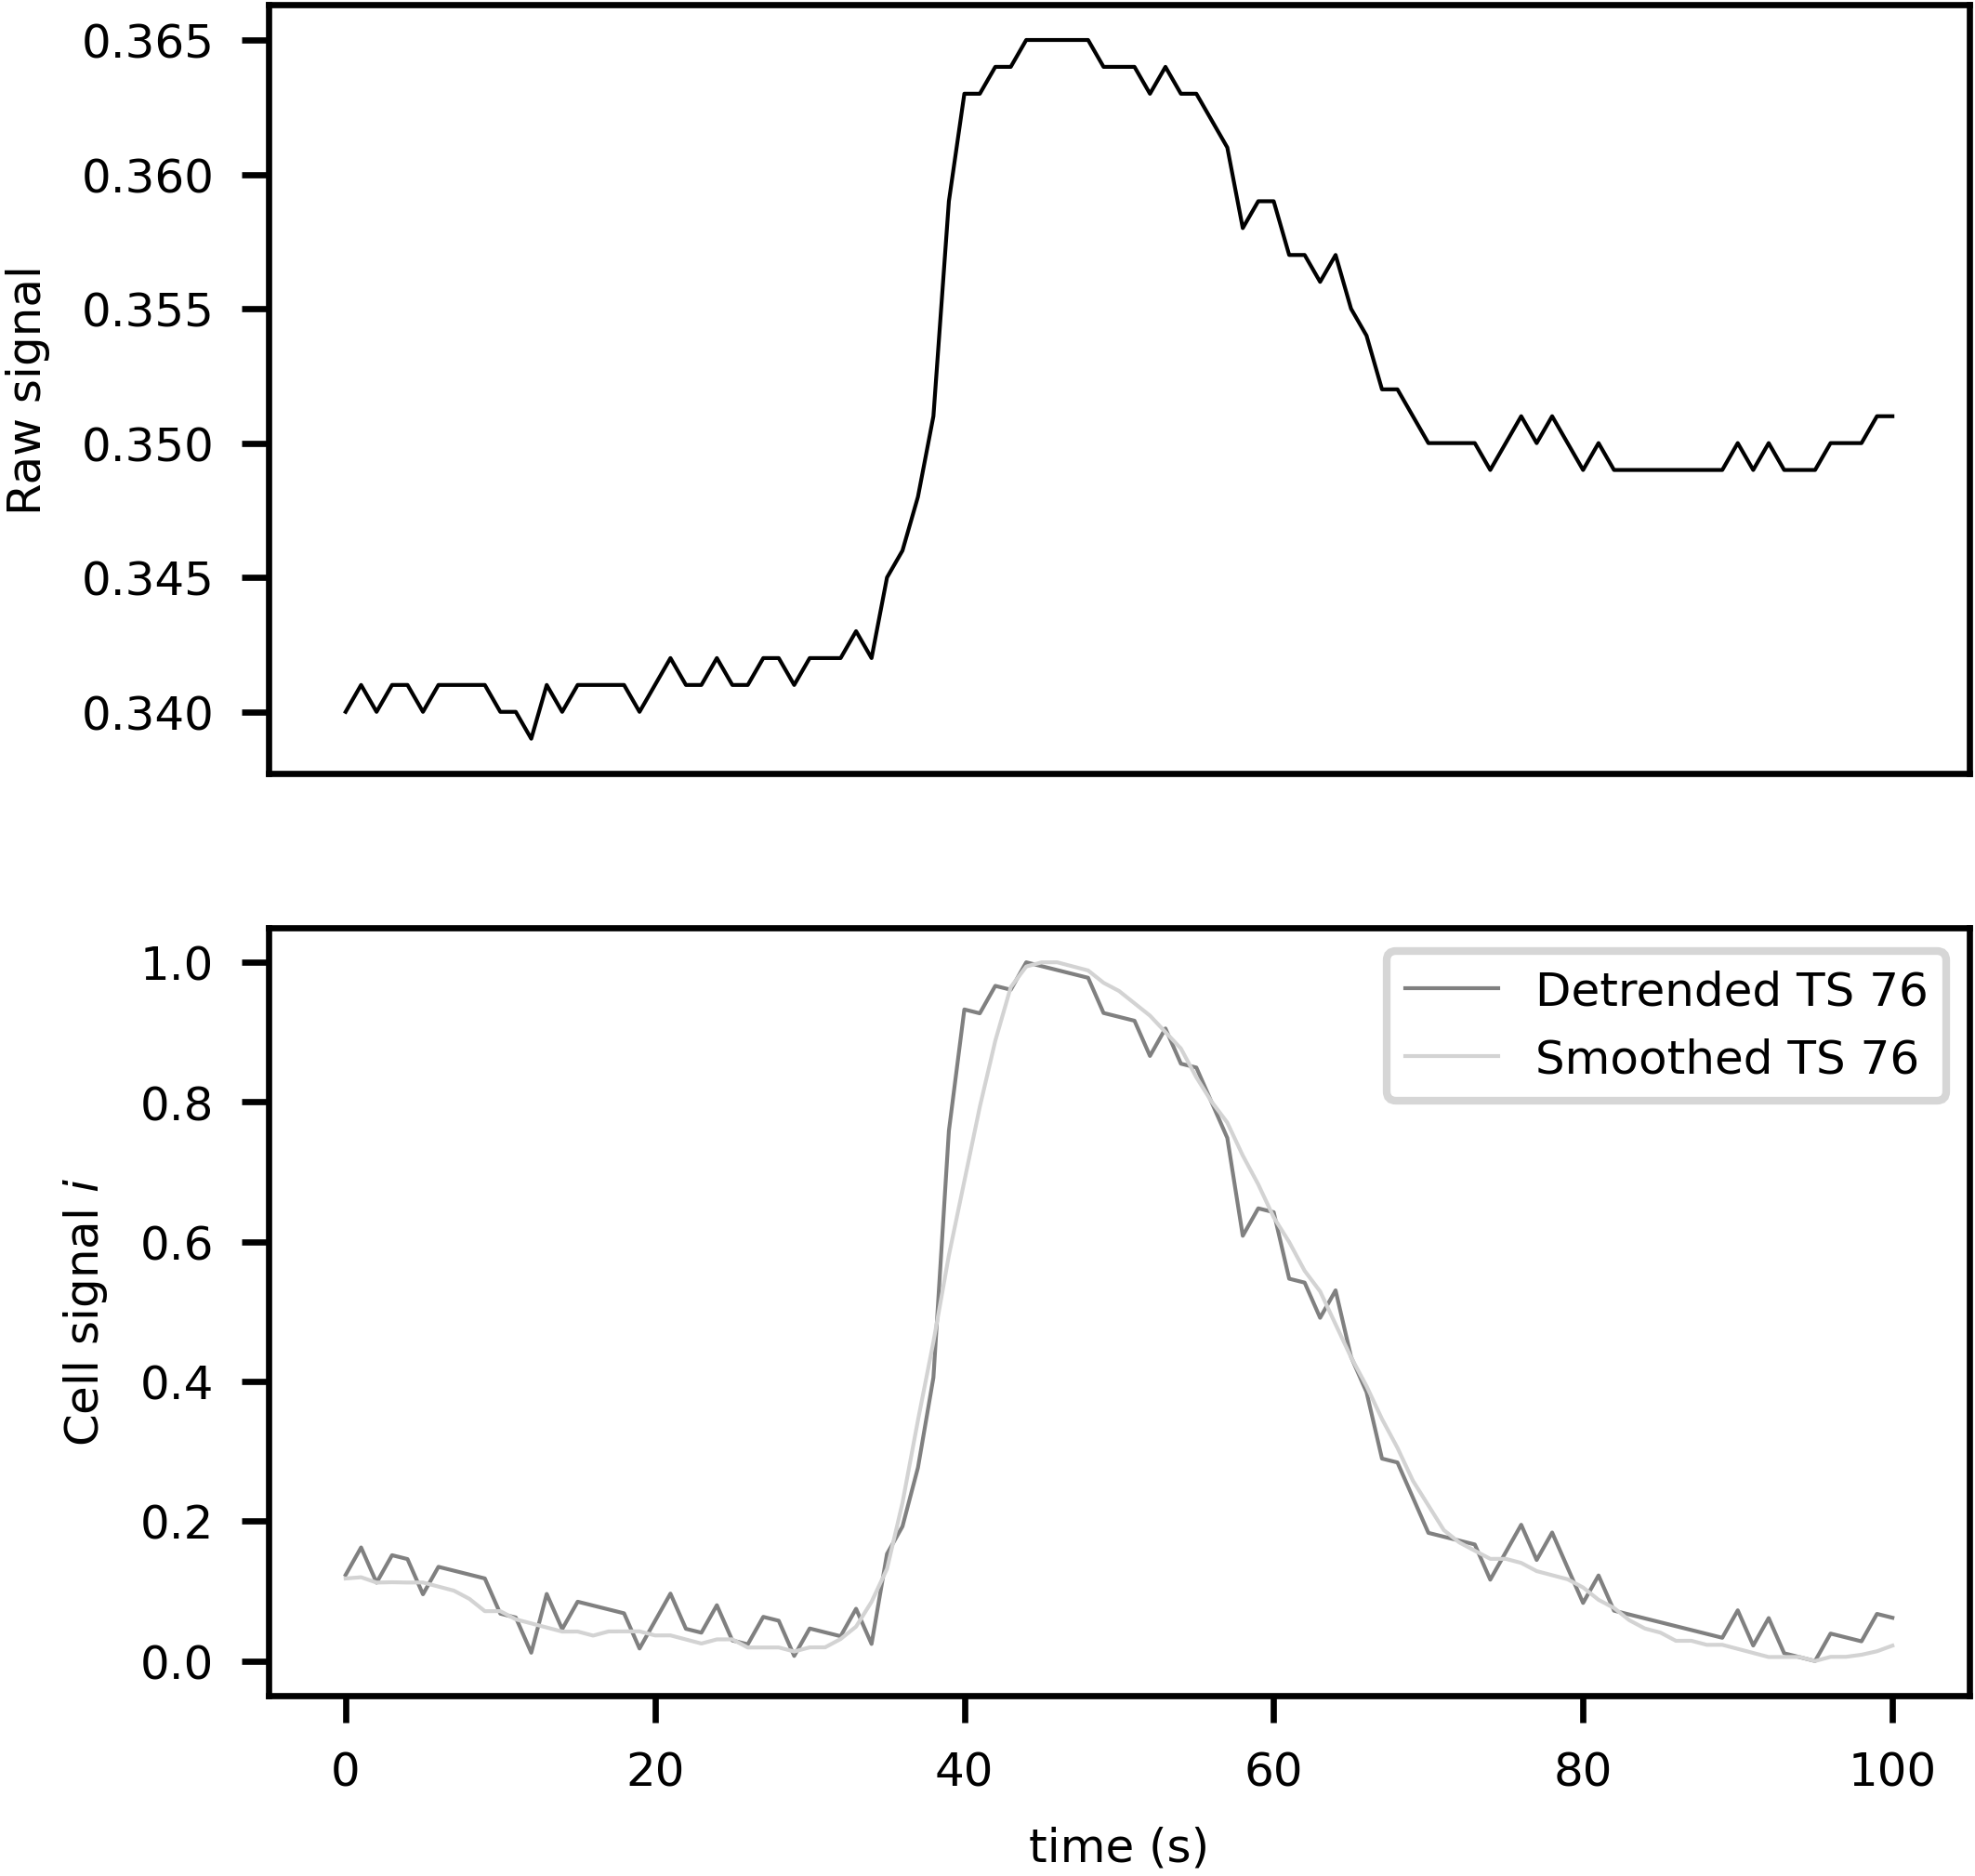 Raw signal
0.365
0.360
0.355
0.350
0.345
0.340
Cell signal i
1.0
0.8
0.6
0.4
0.2
0.0
Detrended TS 76
Smoothed TS 76
0 20 40 60 80 100
time (s)